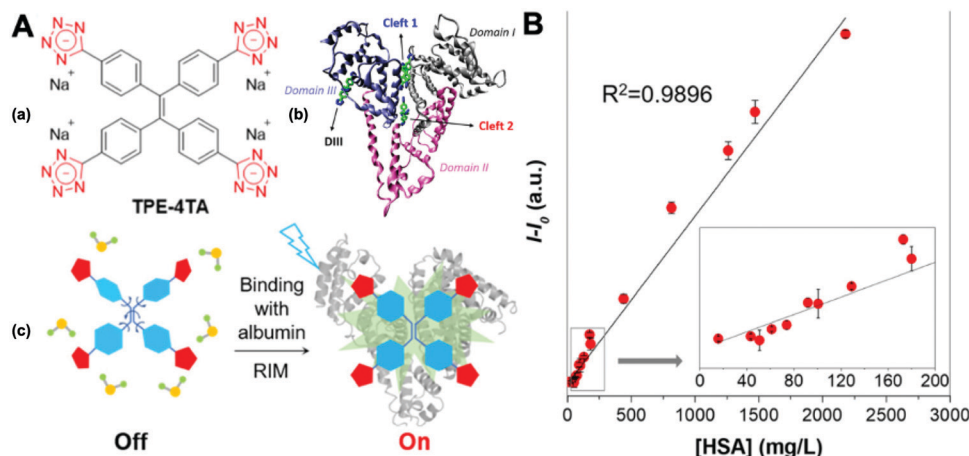 A
(a)
N N N N
N N N N
Na+ Na+
Na+ Na+
N N N N
N N N N
TPE-4TA
(b)
Cleft 1
Domain I
Domain III
DIII
Cleft 2
Domain II
(c)
Binding
with
albumin
RIM
Off
On
B
R²=0.9896
I-I₀ (a.u.)
0 40 80 120 160 200
0 500 1000 1500 2000 2500 3000
[HSA] (mg/L)